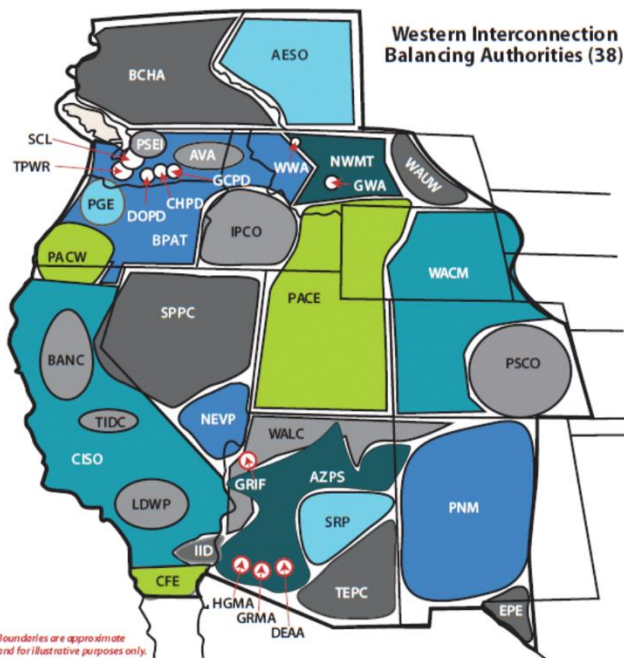 Western Interconnection
Balancing Authorities (38)
AESO
BCHA
SCL
PSEI
AVA
TPWR
WWA
NWMT
WAUW
GCPD
GWA
PGE
CHPD
DOPD
BPAT
IPCO
PACW
WACM
PACE
SPPC
BANC
PSCO
NEVP
TIDC
WALC
CISO
GRIF
AZPS
LDWP
SRP
PNM
IID
CFE
TEPC
HGMA
GRMA
DEAA
EPE
Boundaries are approximate
and for illustrative purposes only.